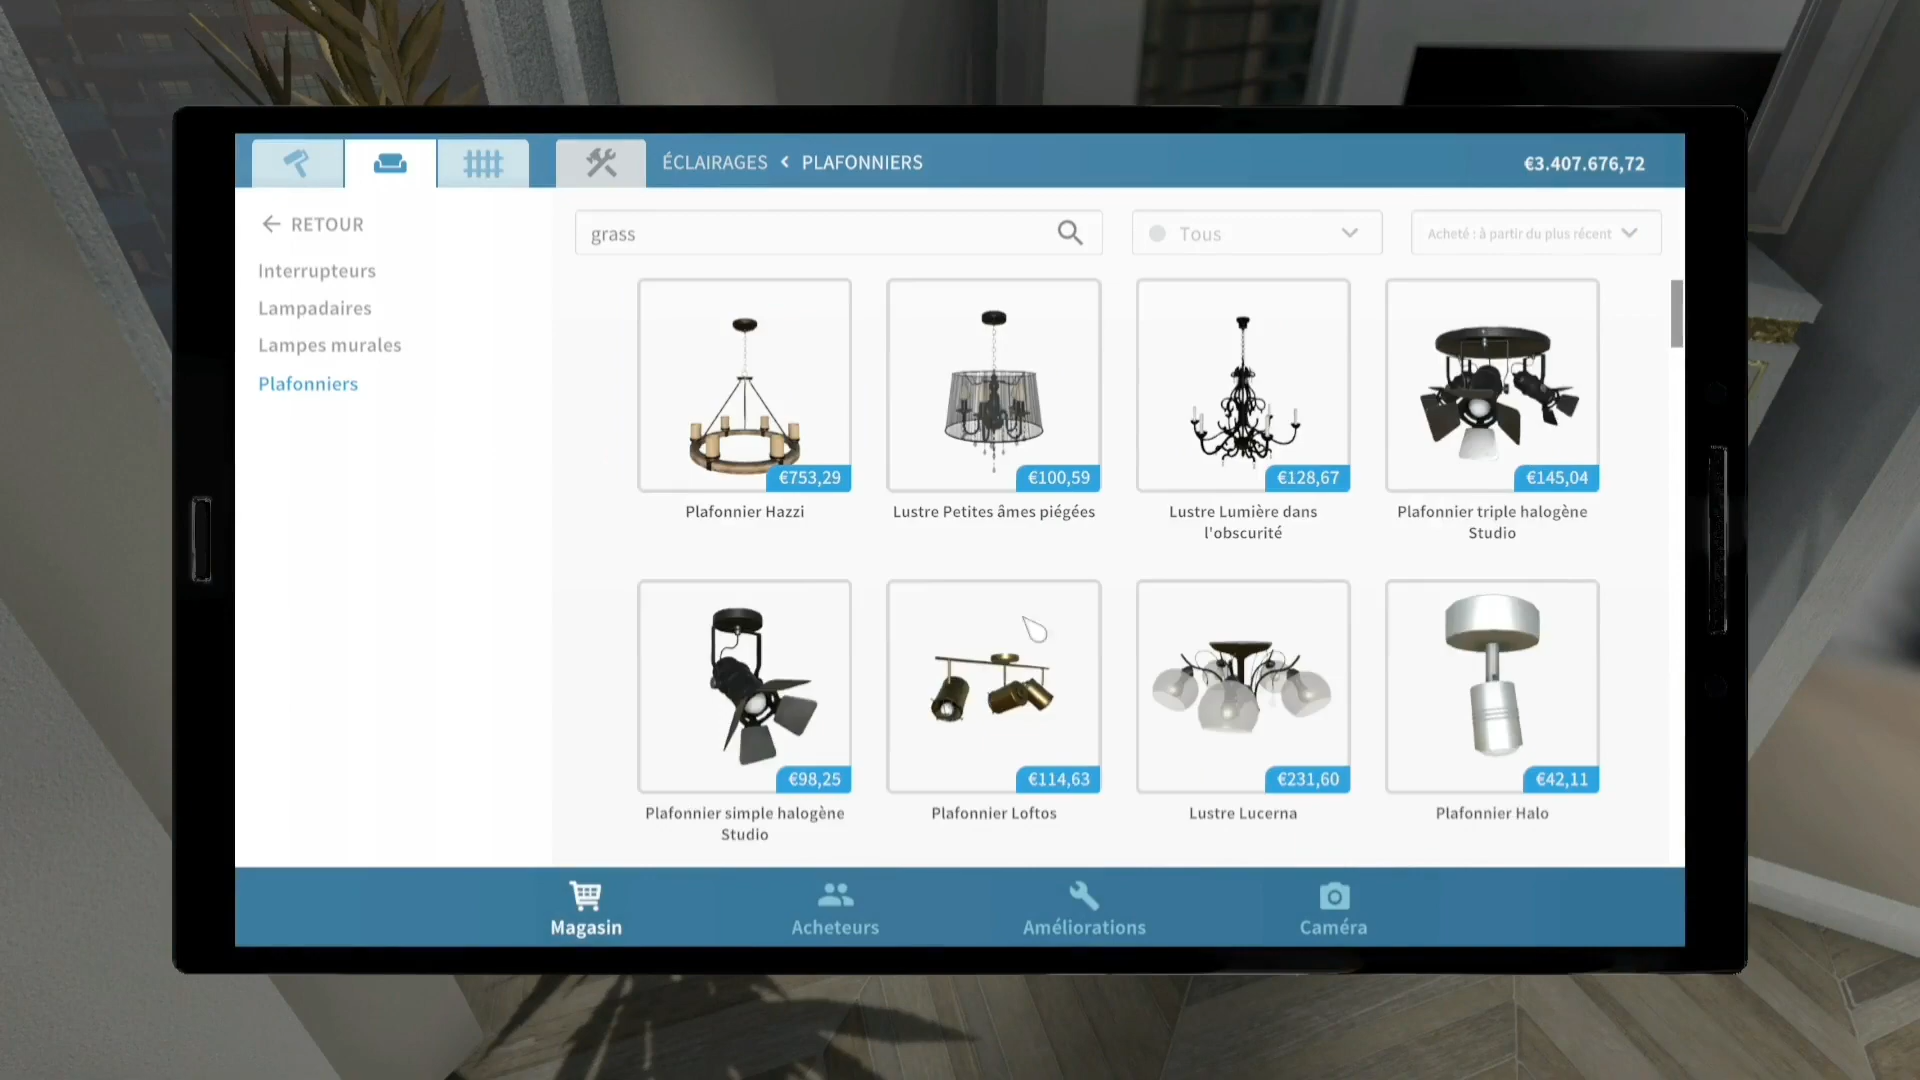 ÉCLAIRAGES < PLAFONNIERS
€3.407.676,72
RETOUR
Interrupteurs
Lampadaires
Lampes murales
Plafonniers
grass
Tous
Acheté : à partir du plus récent
€753,29
€100,59
€128,67
€145,04
Plafonnier Hazzi
Lustre Petites âmes piégées
Lustre Lumière dans
l'obscurité
Plafonnier triple halogène
Studio
€98,25
€114,63
€231,60
€42,11
Plafonnier simple halogène
Studio
Plafonnier Loftos
Lustre Lucerna
Plafonnier Halo
Magasin
Acheteurs
Améliorations
Caméra